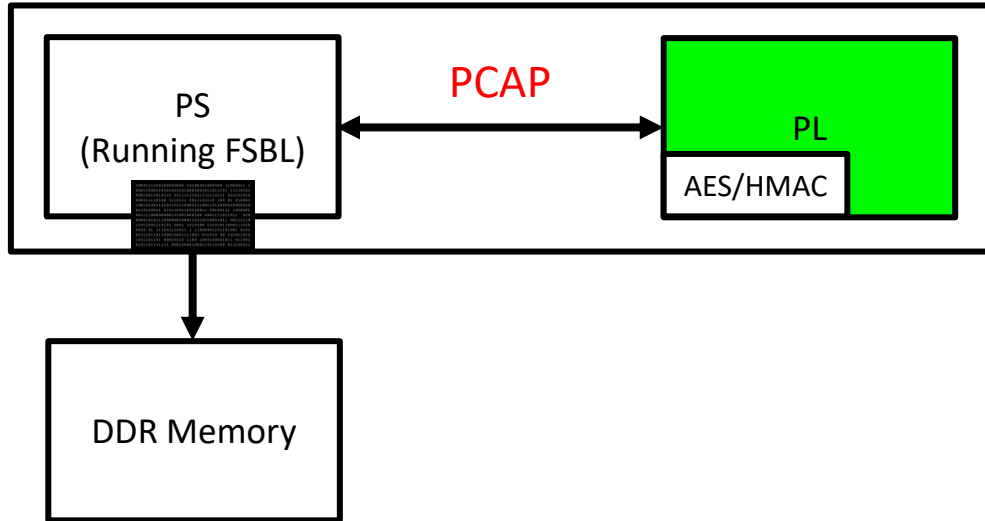 PS
(Running FSBL)
PCAP
PL
AES/HMAC
DDR Memory